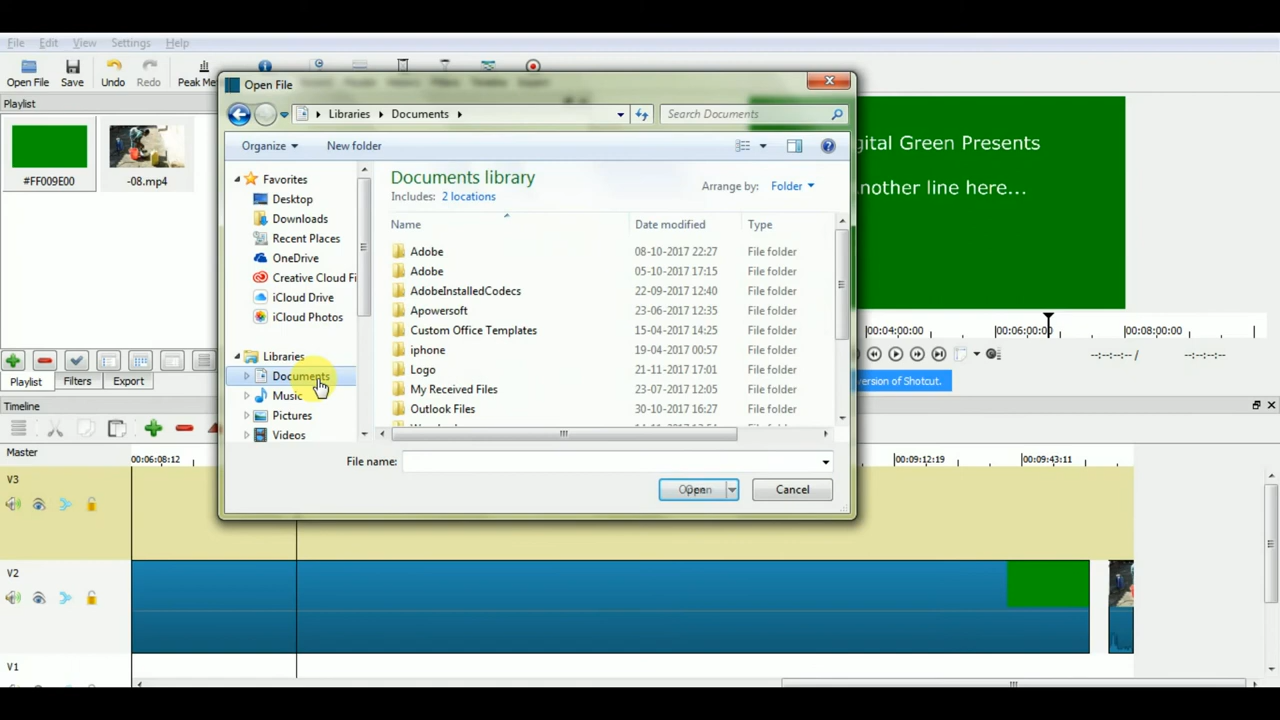 File Edit View Settings Help
Open File Save Undo Redo Peak Me
Playlist
#FF009E00 -08.mp4
Playlist Filters Export
Open File
Libraries Documents Search Documents
Organize New folder
Favorites
Desktop
Downloads
Recent Places
OneDrive
Creative Cloud Fi
iCloud Drive
iCloud Photos
Libraries
Documents
Music
Pictures
Videos
Documents library
Includes: 2 locations
Arrange by: Folder
Name Date modified Type
Adobe 08-10-2017 22:27 File folder
Adobe 05-10-2017 17:15 File folder
AdobeInstalledCodecs 22-09-2017 12:40 File folder
Apowersoft 23-06-2017 12:35 File folder
Custom Office Templates 15-04-2017 14:25 File folder
iphone 19-04-2017 00:57 File folder
Logo 21-11-2017 17:01 File folder
My Received Files 23-07-2017 12:05 File folder
Outlook Files 30-10-2017 16:27 File folder
File name:
Open Cancel
gital Green Presents
nother line here...
00:04:00:00 00:06:00:00 00:08:00:00
--:--:--:-- / --:--:--:--
version of Shotcut.
Timeline
Master 00:06:08:12 00:09:12:19 00:09:43:11
V3
V2
V1